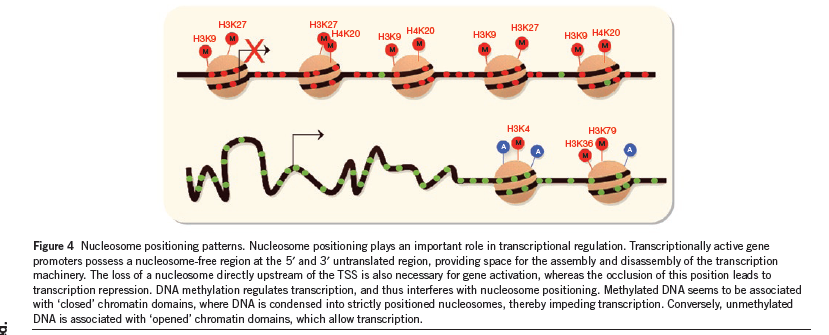 H3K27 H3K27 H3K27
H3K9 H4K20 H3K9 H4K20 H3K9 H3K9 H4K20
M M M M M M M M M M
X
H3K4 H3K79
H3K36
A M A M M A
Figure 4 Nucleosome positioning patterns. Nucleosome positioning plays an important role in transcriptional regulation. Transcriptionally active gene
promoters possess a nucleosome-free region at the 5′ and 3′ untranslated region, providing space for the assembly and disassembly of the transcription
machinery. The loss of a nucleosome directly upstream of the TSS is also necessary for gene activation, whereas the occlusion of this position leads to
transcription repression. DNA methylation regulates transcription, and thus interferes with nucleosome positioning. Methylated DNA seems to be associated
with ‘closed’ chromatin domains, where DNA is condensed into strictly positioned nucleosomes, thereby impeding transcription. Conversely, unmethylated
DNA is associated with ‘opened’ chromatin domains, which allow transcription.